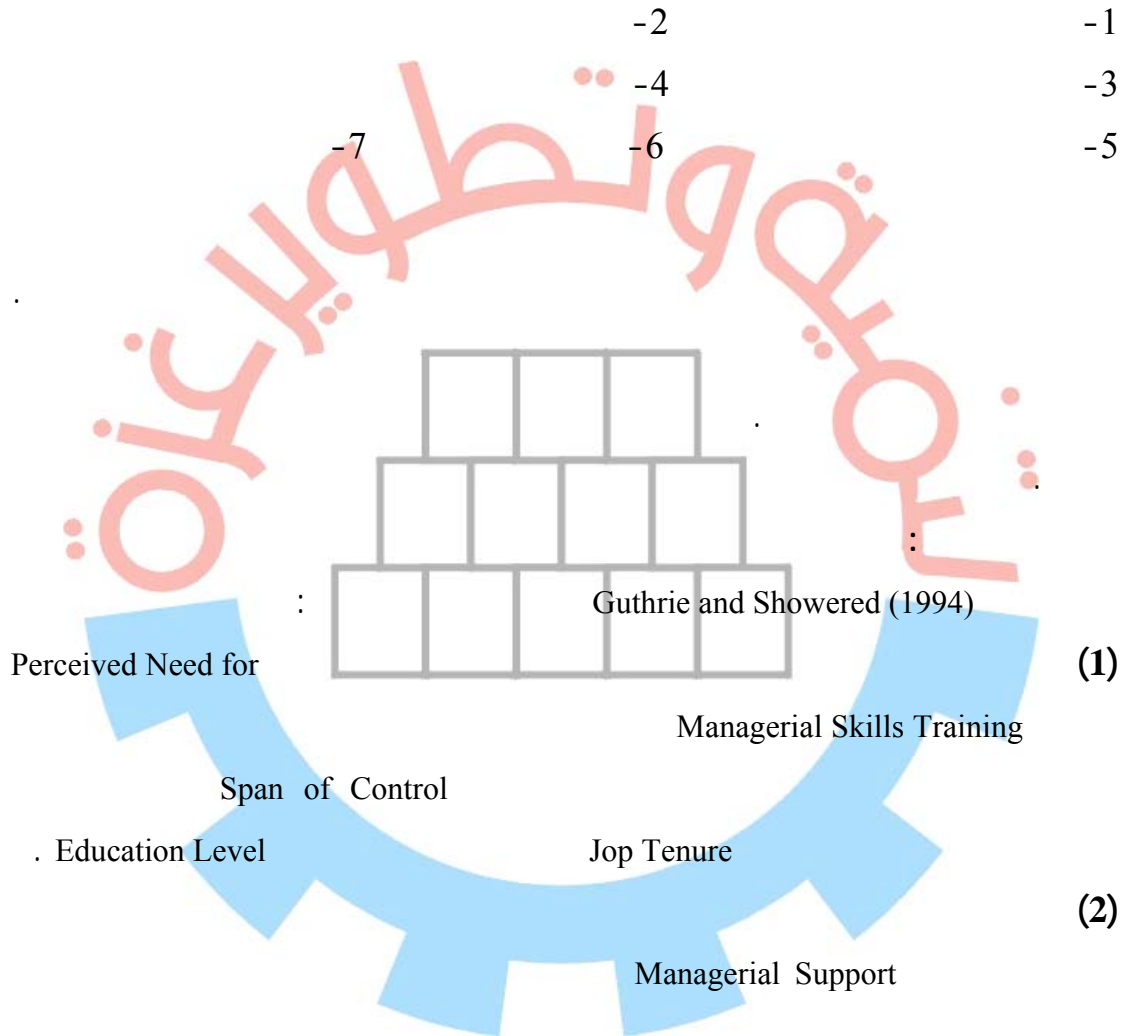 -1 -2
-3 -4
-5 -6 -7
.
.
.
:
Guthrie and Showered (1994) :
(1) Perceived Need for
Managerial Skills Training
Span of Control
Jop Tenure Education Level .
(2)
Managerial Support